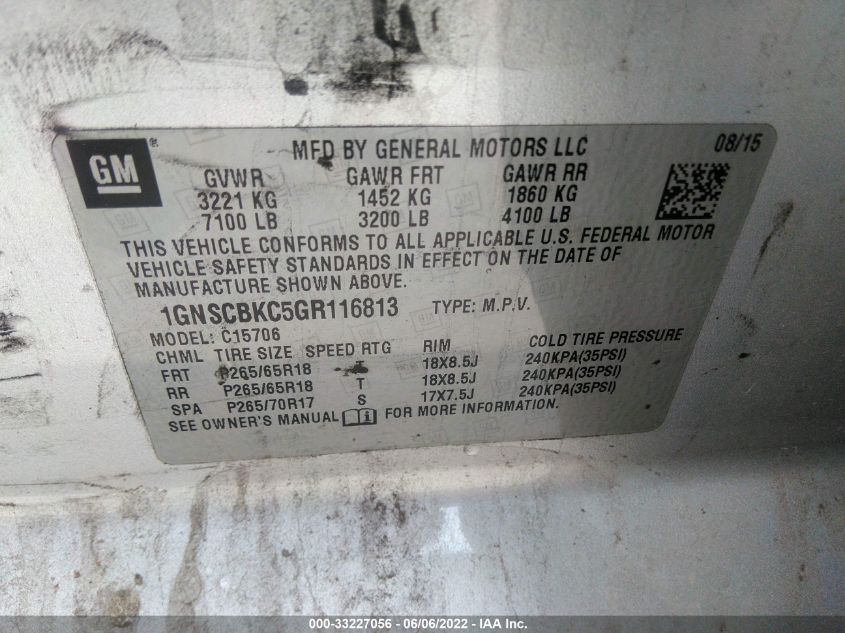 GM®
MFD BY GENERAL MOTORS LLC 08/15
GVWR GAWR FRT GAWR RR
3221 KG 1452 KG 1860 KG
7100 LB 3200 LB 4100 LB
THIS VEHICLE CONFORMS TO ALL APPLICABLE U.S. FEDERAL MOTOR
VEHICLE SAFETY STANDARDS IN EFFECT ON THE DATE OF
MANUFACTURE SHOWN ABOVE.
1GNSCBKC5GR116813 TYPE: M.P.V.
MODEL: C15706
CHML TIRE SIZE SPEED RTG RIM COLD TIRE PRESSURE
FRT P265/65R18 T 18X8.5J 240KPA(35PSI)
RR P265/65R18 T 18X8.5J 240KPA(35PSI)
SPA P265/70R17 S 17X7.5J 240KPA(35PSI)
SEE OWNER'S MANUAL FOR MORE INFORMATION.
000-33227056 - 06/06/2022 - IAA Inc.